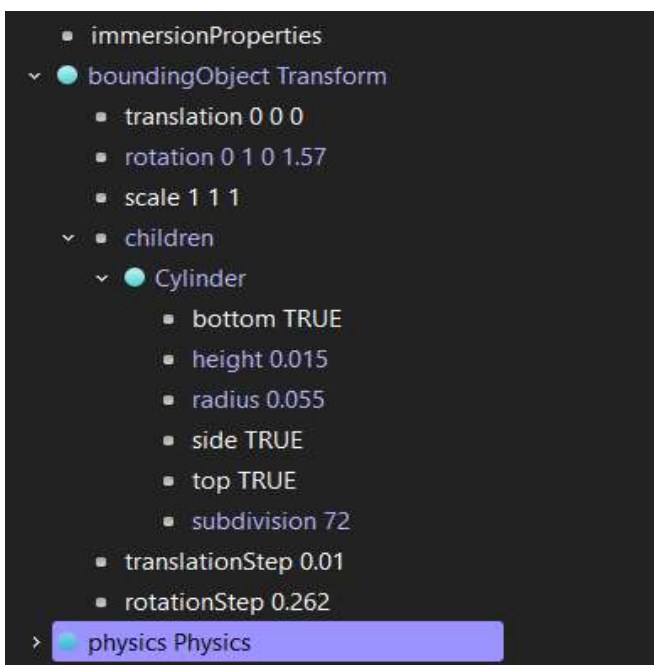 immersionProperties
boundingObject Transform
translation 0 0 0
rotation 0 1 0 1.57
scale 1 1 1
children
Cylinder
bottom TRUE
height 0.015
radius 0.055
side TRUE
top TRUE
subdivision 72
translationStep 0.01
rotationStep 0.262
physics Physics